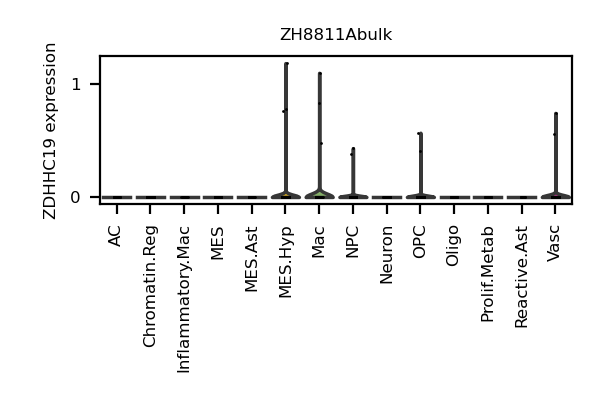 ZH8811Abulk
ZDHHC19 expression
1
0
AC
Chromatin.Reg
Inflammatory.Mac
MES
MES.Ast
MES.Hyp
Mac
NPC
Neuron
OPC
Oligo
Prolif.Metab
Reactive.Ast
Vasc